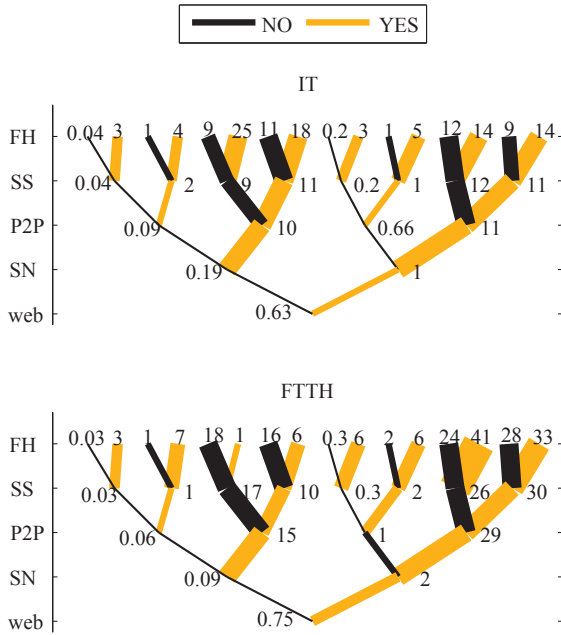 NO YES
IT
FH 0.04 3 1 4 9 25 11 18 0.2 3 1 5 12 14 9 14
SS 0.04 2 9 11 0.2 1 12 11
P2P 0.09 10 0.66 11
SN 0.19 1
web 0.63
FTTH
FH 0.03 3 1 7 18 1 16 6 0.3 6 2 6 24 41 28 33
SS 0.03 1 17 10 0.3 2 26 30
P2P 0.06 15 1 29
SN 0.09 2
web 0.75